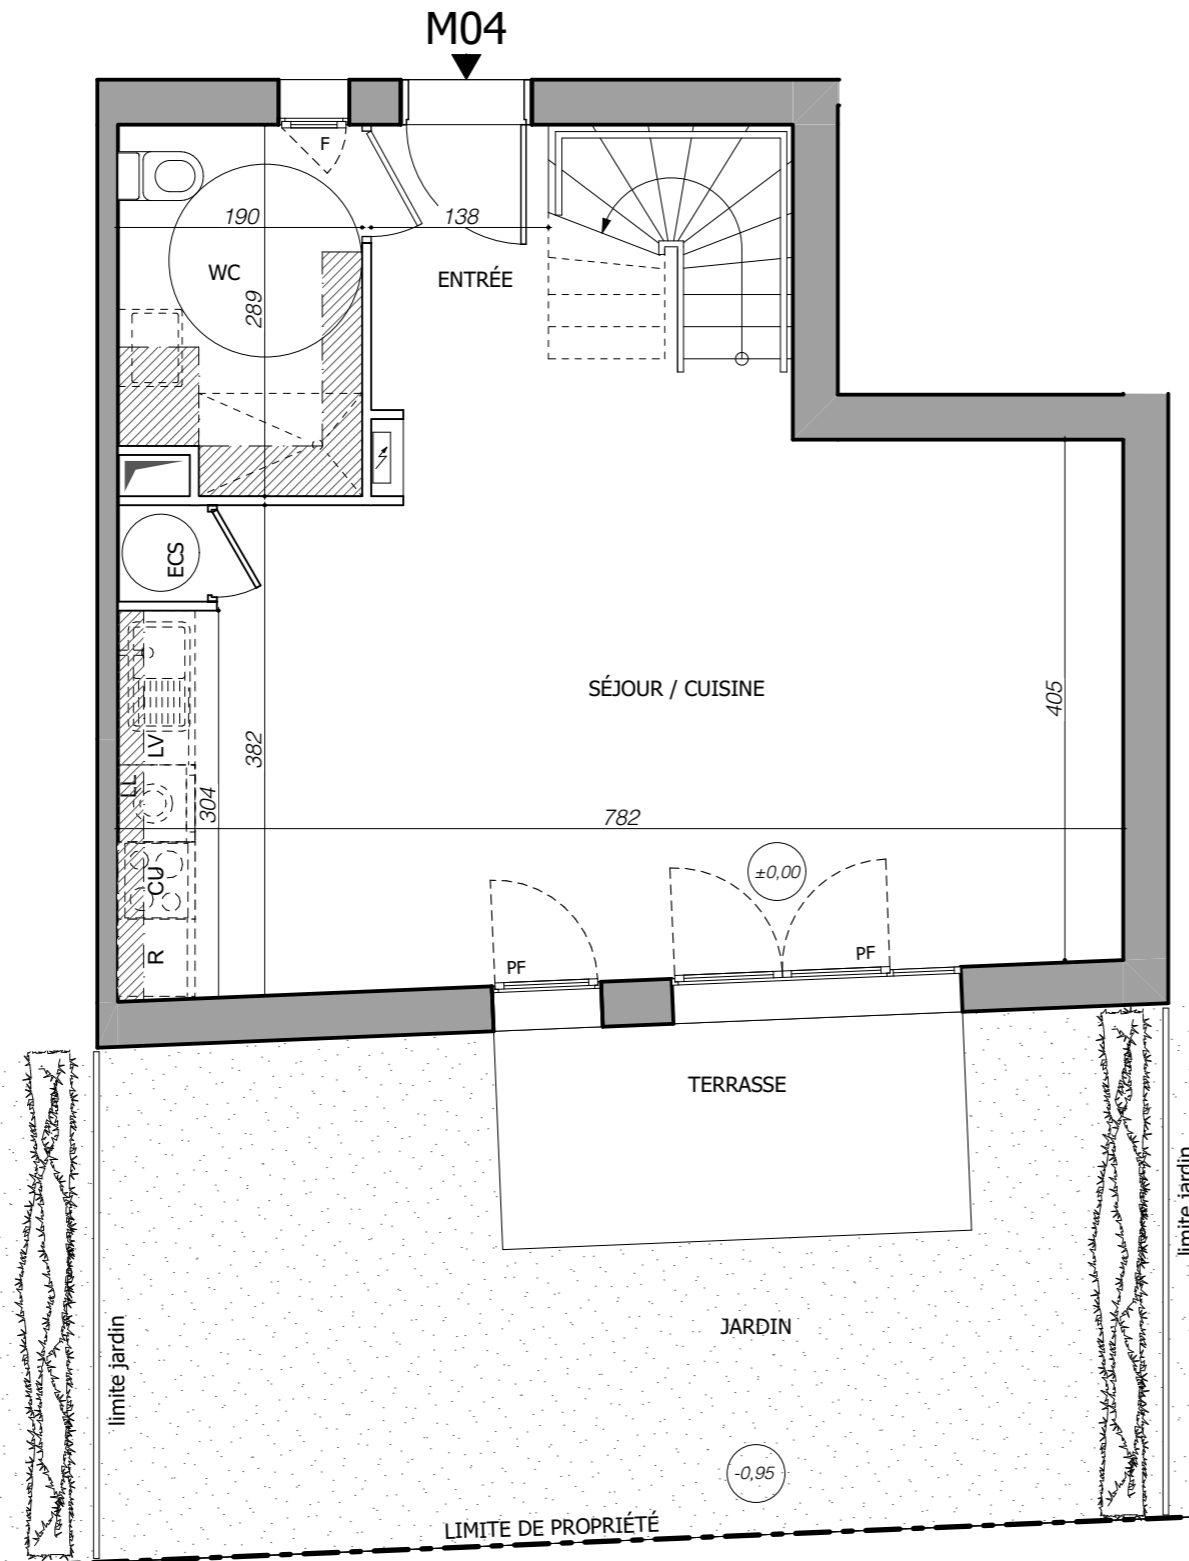 M04
F
190
138
WC
ENTRÉE
289
ECS
SÉJOUR / CUISINE
405
LV
382
LL
304
782
CU
±0,00
R
PF
PF
TERRASSE
limite jardin
JARDIN
limite jardin
-0,95
LIMITE DE PROPRIÉTÉ